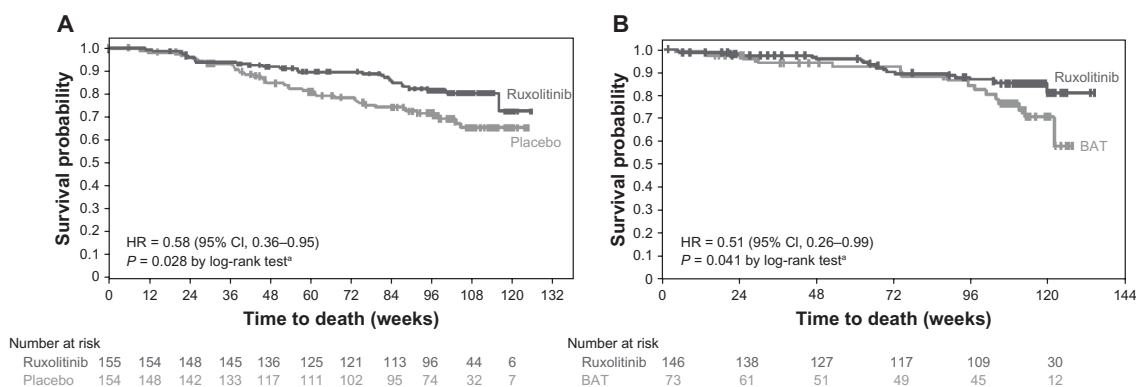 A
Survival probability
1.0
0.9
0.8
0.7
0.6
0.5
0.4
0.3
0.2
0.1
0
Ruxolitinib
Placebo
HR = 0.58 (95% CI, 0.36–0.95)
P = 0.028 by log-rank testᵃ
0 12 24 36 48 60 72 84 96 108 120 132
Time to death (weeks)
Number at risk
Ruxolitinib 155 154 148 145 136 125 121 113 96 44 6
Placebo 154 148 142 133 117 111 102 95 74 32 7
B
Survival probability
1.0
0.9
0.8
0.7
0.6
0.5
0.4
0.3
0.2
0.1
0
Ruxolitinib
BAT
HR = 0.51 (95% CI, 0.26–0.99)
P = 0.041 by log-rank testᵃ
0 24 48 72 96 120 144
Time to death (weeks)
Number at risk
Ruxolitinib 146 138 127 117 109 30
BAT 73 61 51 49 45 12